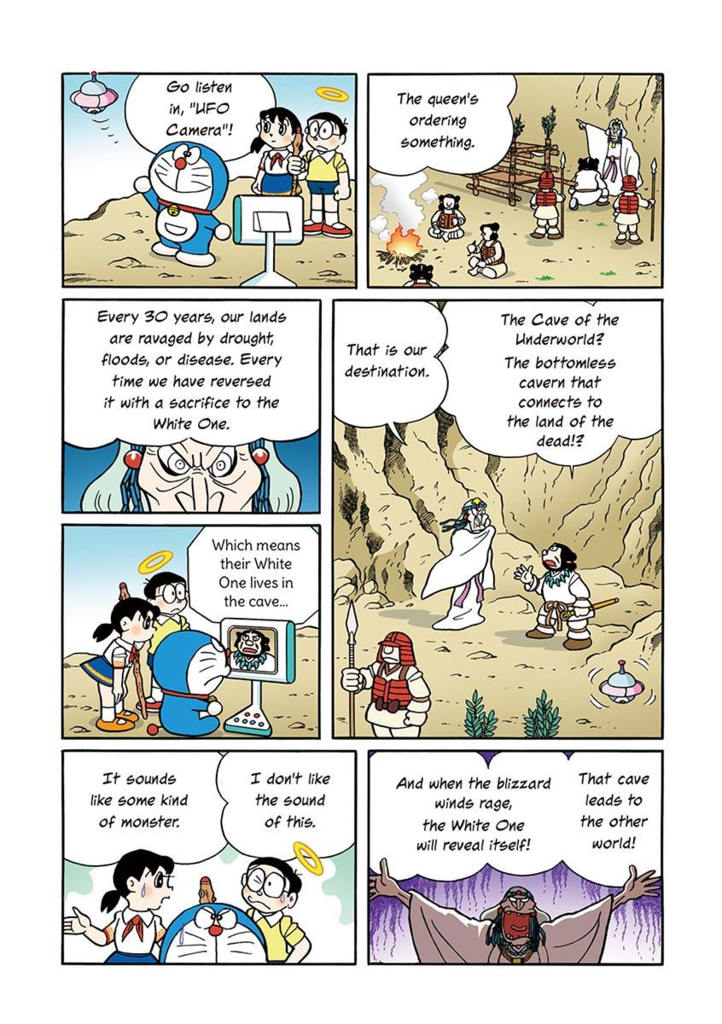 The queen's
ordering
something.
Go listen
in, "UFO
Camera"!
The Cave of the
Underworld?
The bottomless
cavern that
connects to
the land of the
dead!?
That is our
destination.
Every 30 years, our lands
are ravaged by drought,
floods, or disease. Every
time we have reversed
it with a sacrifice to the
White One.
Which means
their White
One lives in
the cave...
That cave
leads to
the other
world!
And when the blizzard
winds rage,
the White One
will reveal itself!
I don't like
the sound
of this.
It sounds
like some kind
of monster.